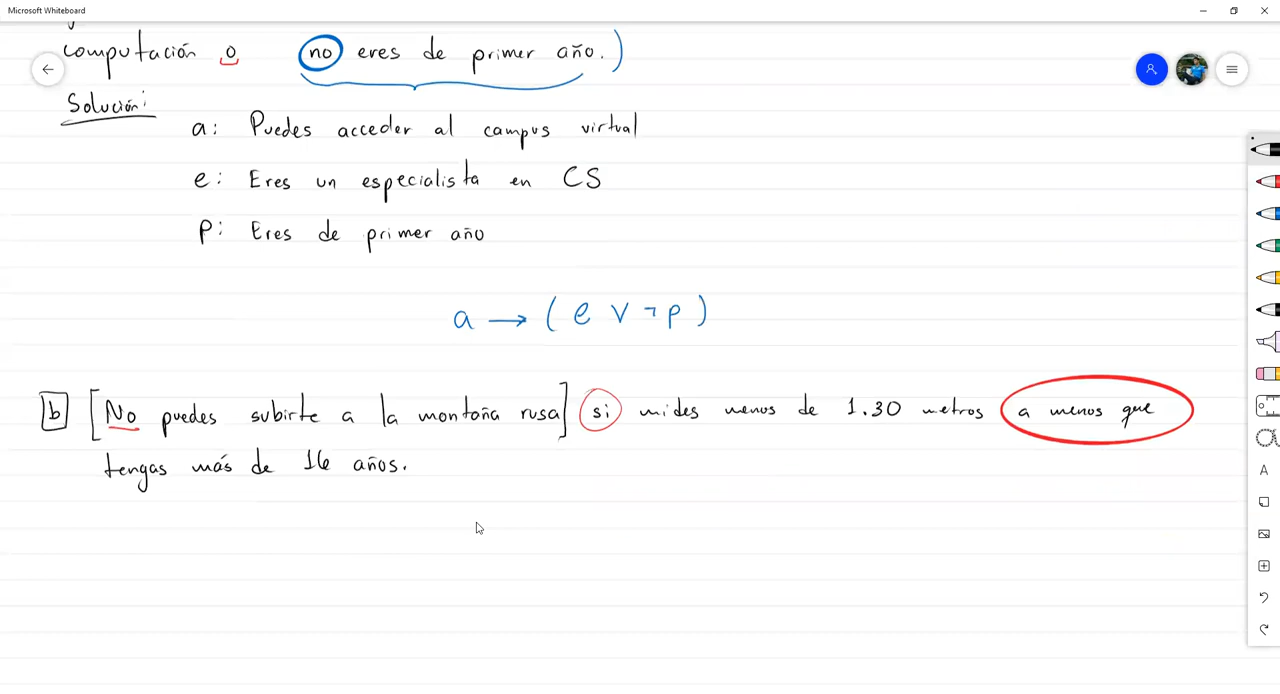 Microsoft Whiteboard
computación o no eres de primer año.)
Solución:
a: Puedes acceder al campus virtual
e: Eres un especialista en CS
p: Eres de primer año
a → ( e ∨ ¬ p )
b [No puedes subirte a la montaña rusa] si mides menos de 1.30 metros a menos que
tengas más de 16 años.
A